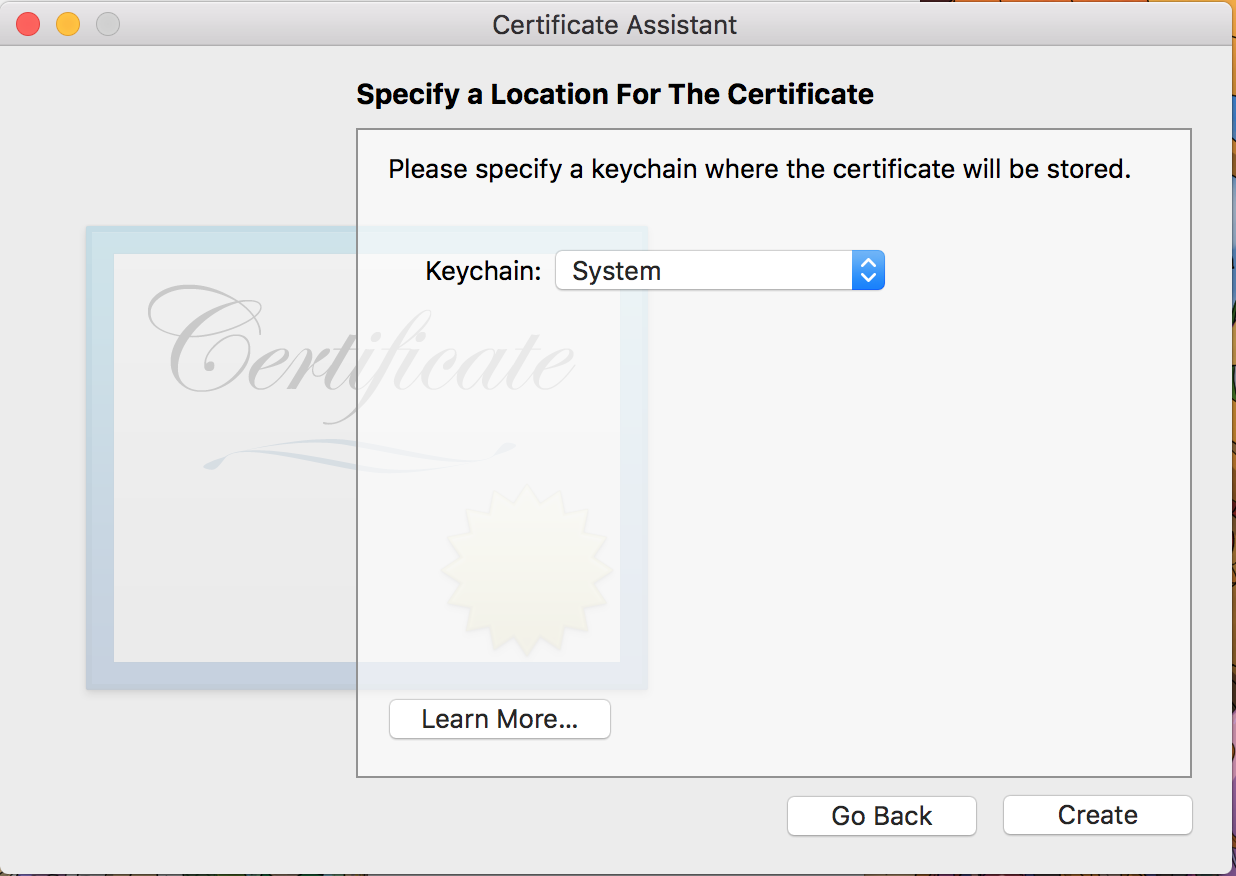 Certificate Assistant
Specify a Location For The Certificate
Please specify a keychain where the certificate will be stored.
Keychain: System
Certificate
Learn More...
Go Back Create